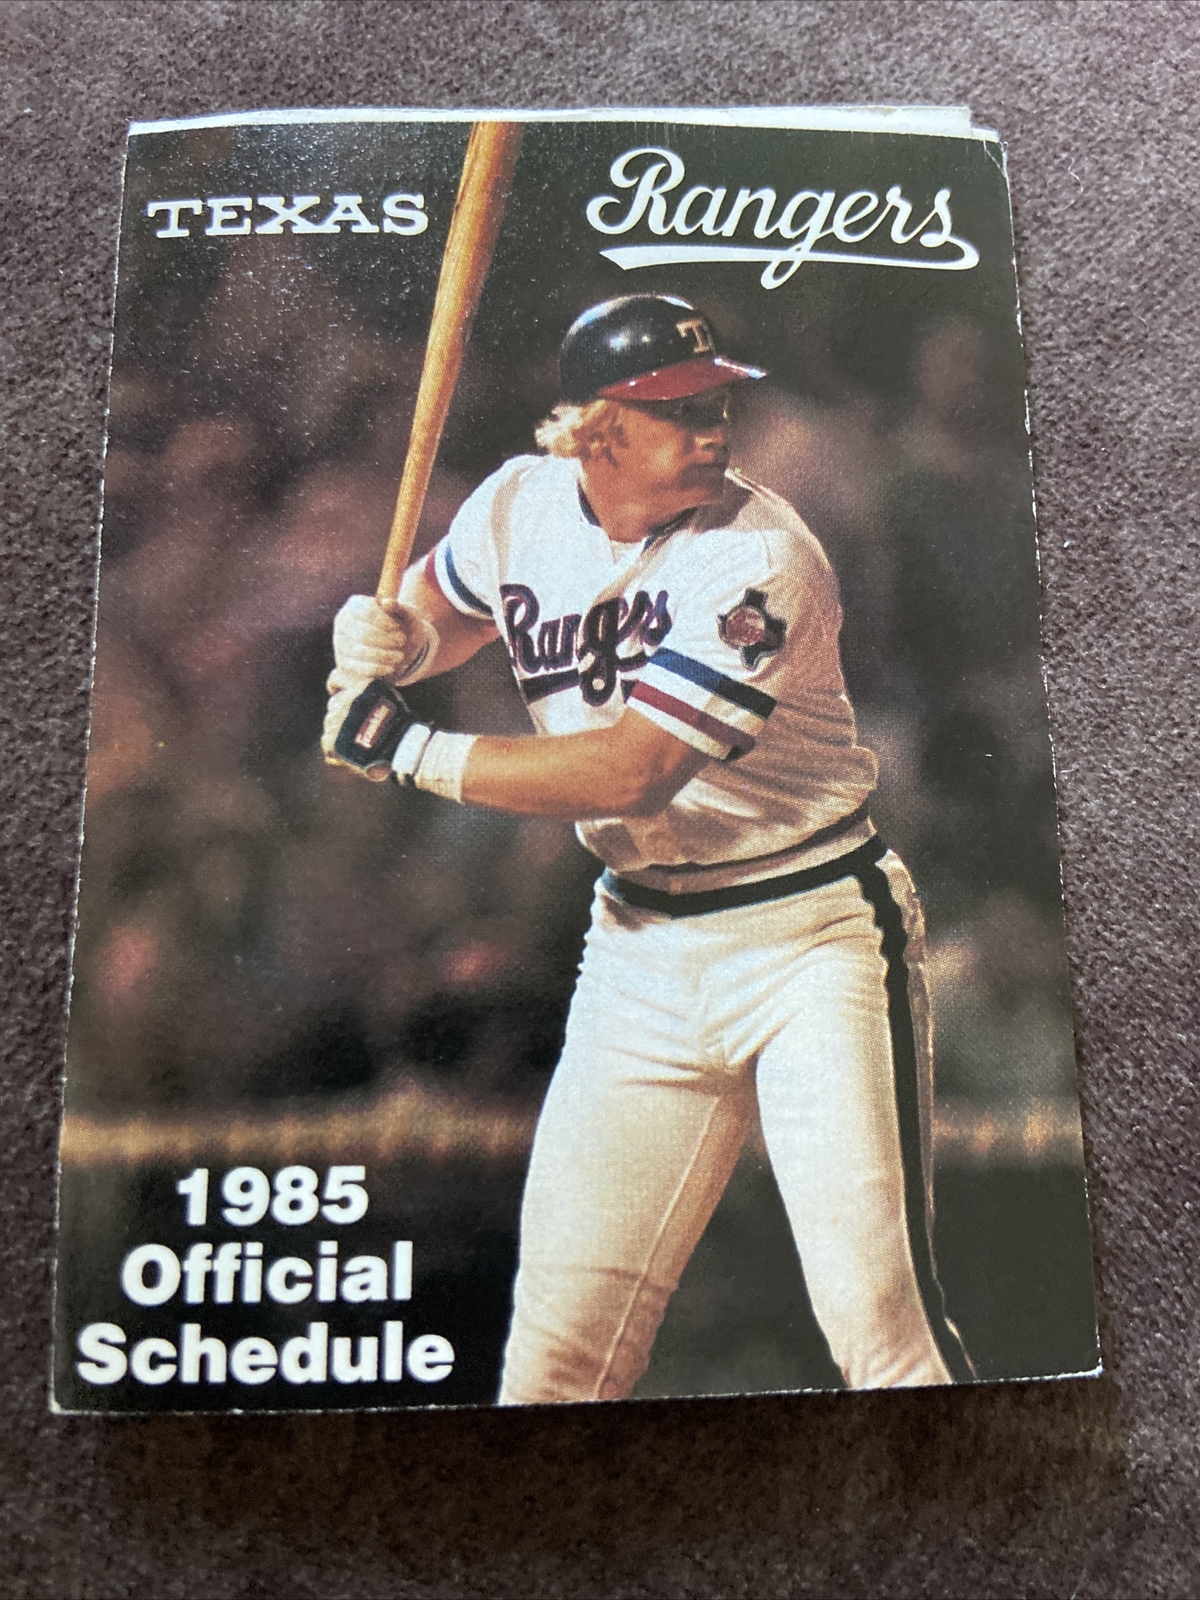 TEXAS Rangers
T
Rangers
1985
Official
Schedule